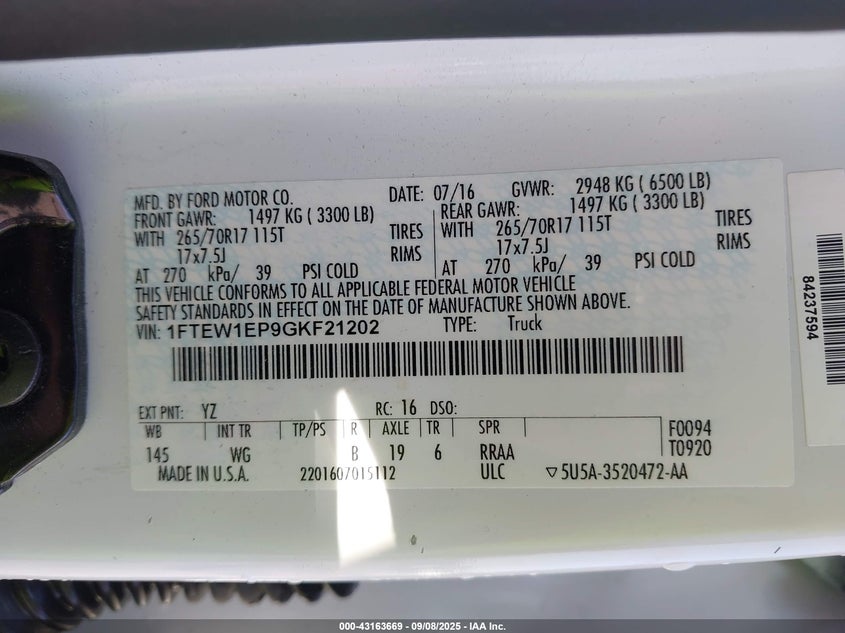 MFD. BY FORD MOTOR CO. DATE: 07/16 GVWR: 2948 KG ( 6500 LB)
FRONT GAWR: 1497 KG ( 3300 LB) REAR GAWR: 1497 KG ( 3300 LB)
WITH 265/70R17 115T TIRES WITH 265/70R17 115T TIRES
17x7.5J RIMS 17x7.5J RIMS
AT 270 kPa/ 39 PSI COLD AT 270 kPa/ 39 PSI COLD
THIS VEHICLE CONFORMS TO ALL APPLICABLE FEDERAL MOTOR VEHICLE
SAFETY STANDARDS IN EFFECT ON THE DATE OF MANUFACTURE SHOWN ABOVE.
VIN: 1FTEW1EP9GKF21202 TYPE: Truck
EXT PNT: YZ RC: 16 DSO:
WB INT TR TP/PS R AXLE TR SPR F0094
145 WG B 19 6 RRAA T0920
MADE IN U.S.A. 2201607015112 ULC ▽5U5A-3520472-AA
84237594
000-43163669 - 09/08/2025 - IAA Inc.